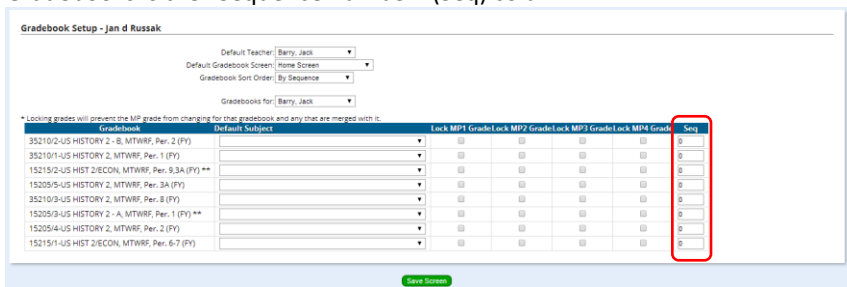 Gradebook Setup - Jan d Russak
Default Teacher: Barry, Jack
Default Gradebook Screen: Home Screen
Gradebook Sort Order: By Sequence
Gradebooks for: Barry, Jack
* Locking grades will prevent the MP grade from changing for that gradebook and any that are merged with it.
Gradebook Default Subject Lock MP1 Grade Lock MP2 Grade Lock MP3 Grade Lock MP4 Grade Seq
35210/2-US HISTORY 2 - B, MTWRF, Per. 2 (FY) 0
35210/1-US HISTORY 2, MTWRF, Per. 1 (FY) 0
15215/2-US HIST 2/ECON, MTWRF, Per. 9,3A (FY) ** 0
15205/5-US HISTORY 2, MTWRF, Per. 3A (FY) 0
35210/3-US HISTORY 2, MTWRF, Per. 8 (FY) 0
15205/3-US HISTORY 2 - A, MTWRF, Per. 1 (FY) ** 0
15205/4-US HISTORY 2, MTWRF, Per. 2 (FY) 0
15215/1-US HIST 2/ECON, MTWRF, Per. 6-7 (FY) 0
Save Screen